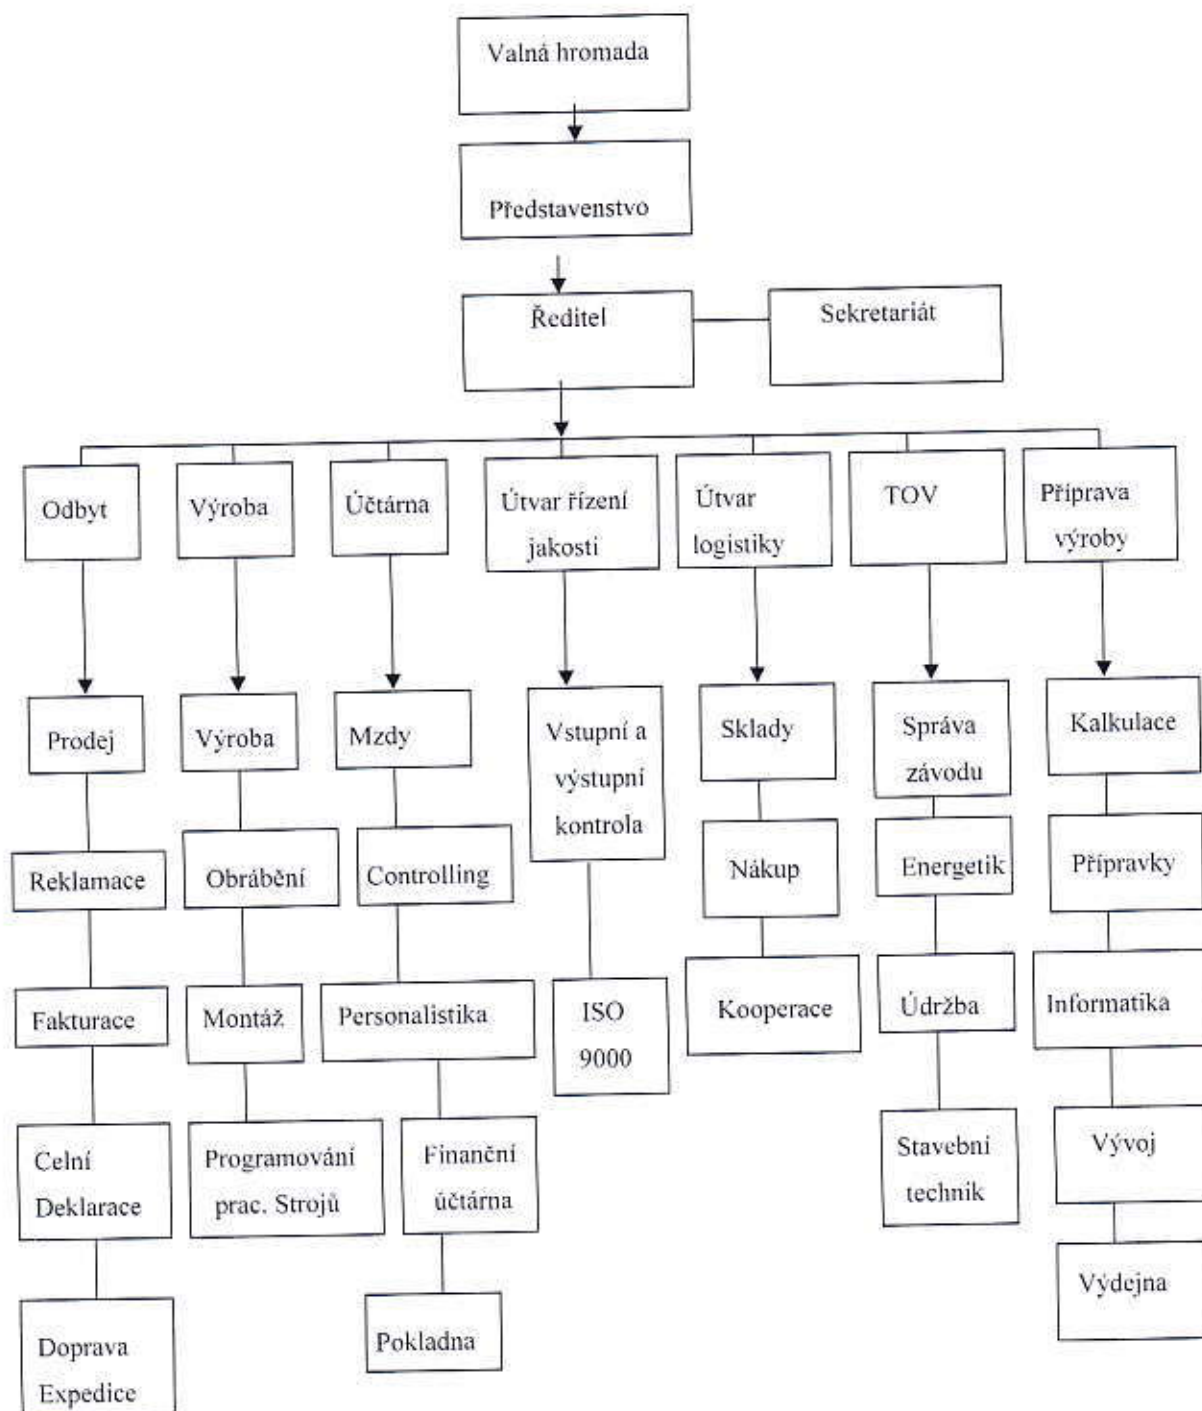 Valná hromada
Představenstvo
Ředitel
Sekretariát
Odbyt
Výroba
Účtárna
Útvar řízení
jakosti
Útvar
logistiky
TOV
Příprava
výroby
Prodej
Výroba
Mzdy
Vstupní a
výstupní
kontrola
Sklady
Správa
závodu
Kalkulace
Reklamace
Obrábění
Controlling
Nákup
Energetik
Přípravky
Fakturace
Montáž
Personalistika
ISO
9000
Kooperace
Údržba
Informatika
Celní
Deklarace
Programování
prac. Strojů
Finanční
účtárna
Stavební
technik
Vývoj
Doprava
Expedice
Pokladna
Výdejna